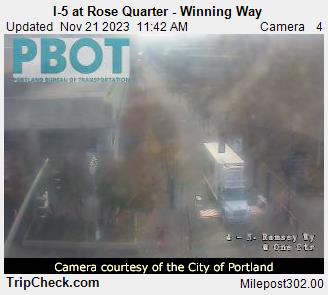 I-5 at Rose Quarter - Winning Way
Updated Nov 21 2023 11:42 AM Camera 4
PBOT
PORTLAND BUREAU OF TRANSPORTATION
4 - N. Ramsey Wy
@ One Ctr
Camera courtesy of the City of Portland
TripCheck.com Milepost302.00